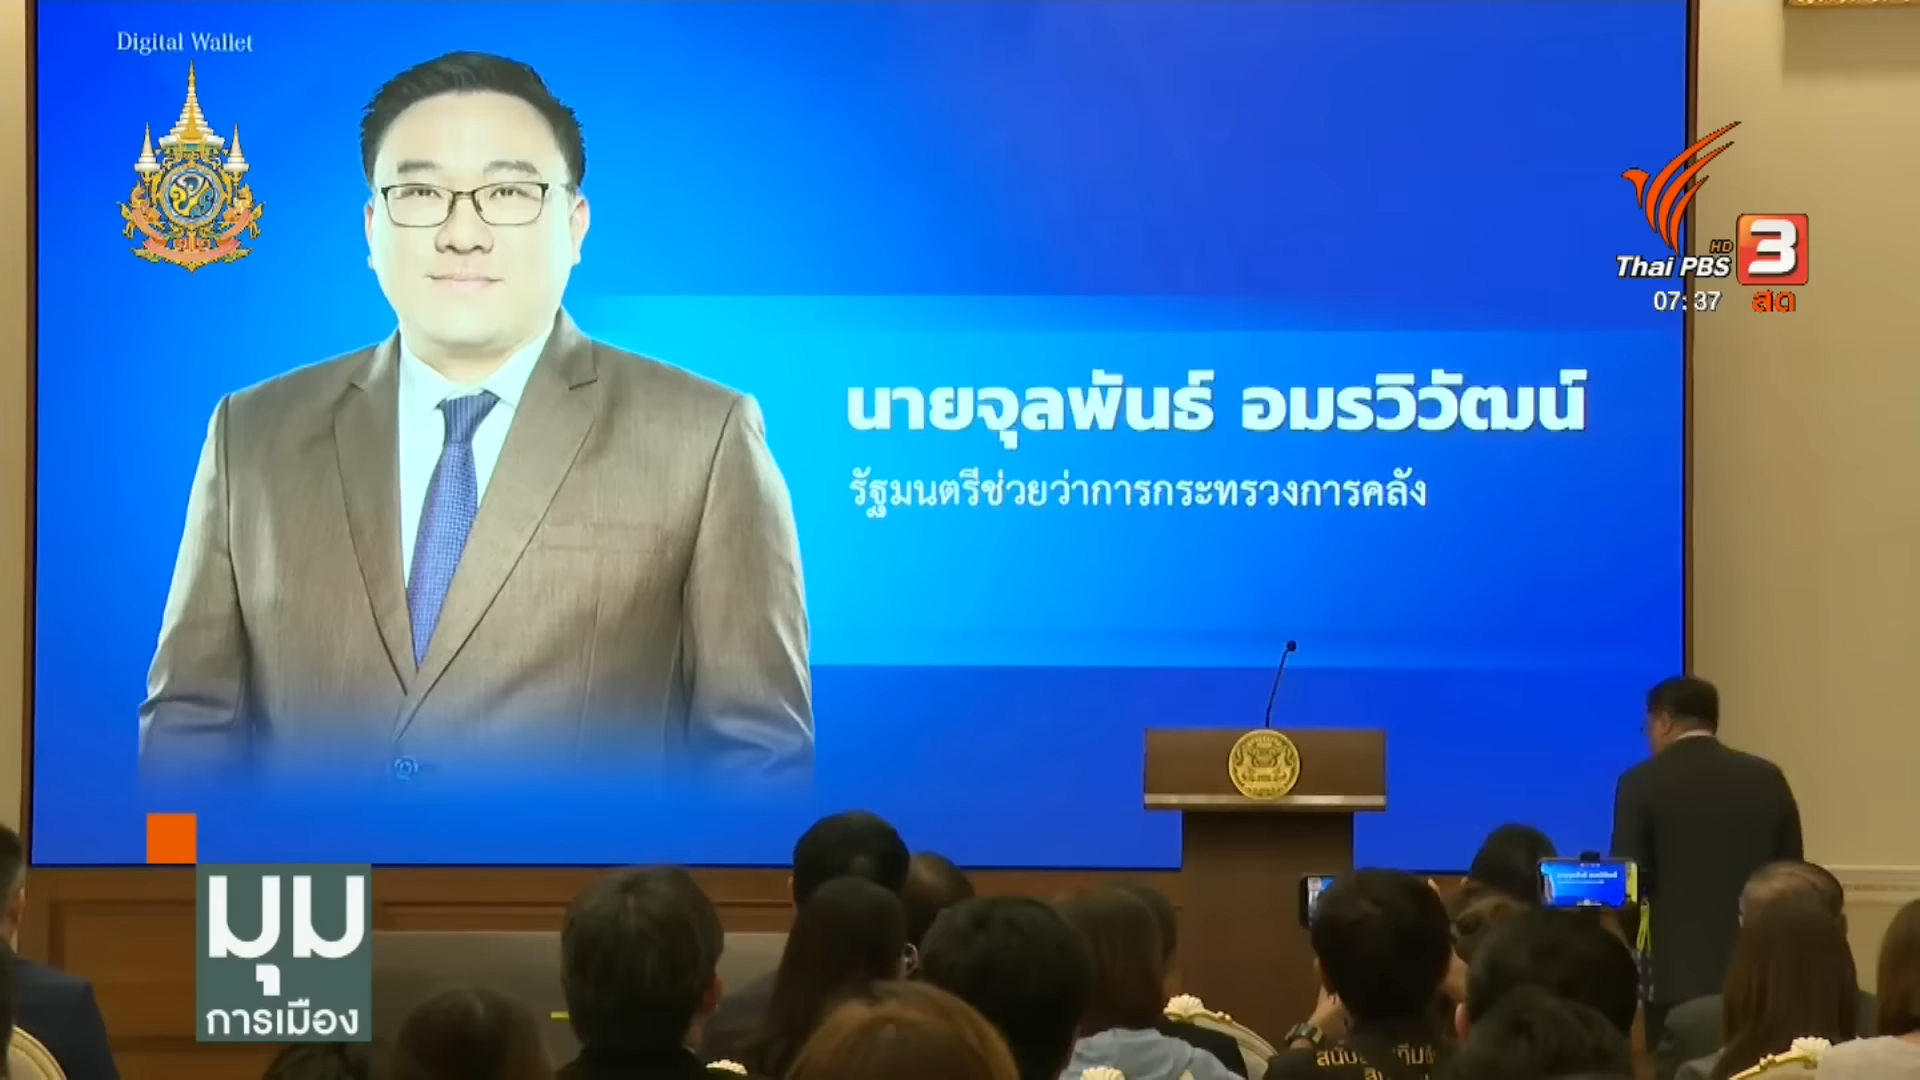 Digital Wallet
HD
Thai PBS 3
07:37 สด
นายจุลพันธ์ อมรวิวัฒน์
รัฐมนตรีช่วยว่าการกระทรวงการคลัง
มุม
การเมือง